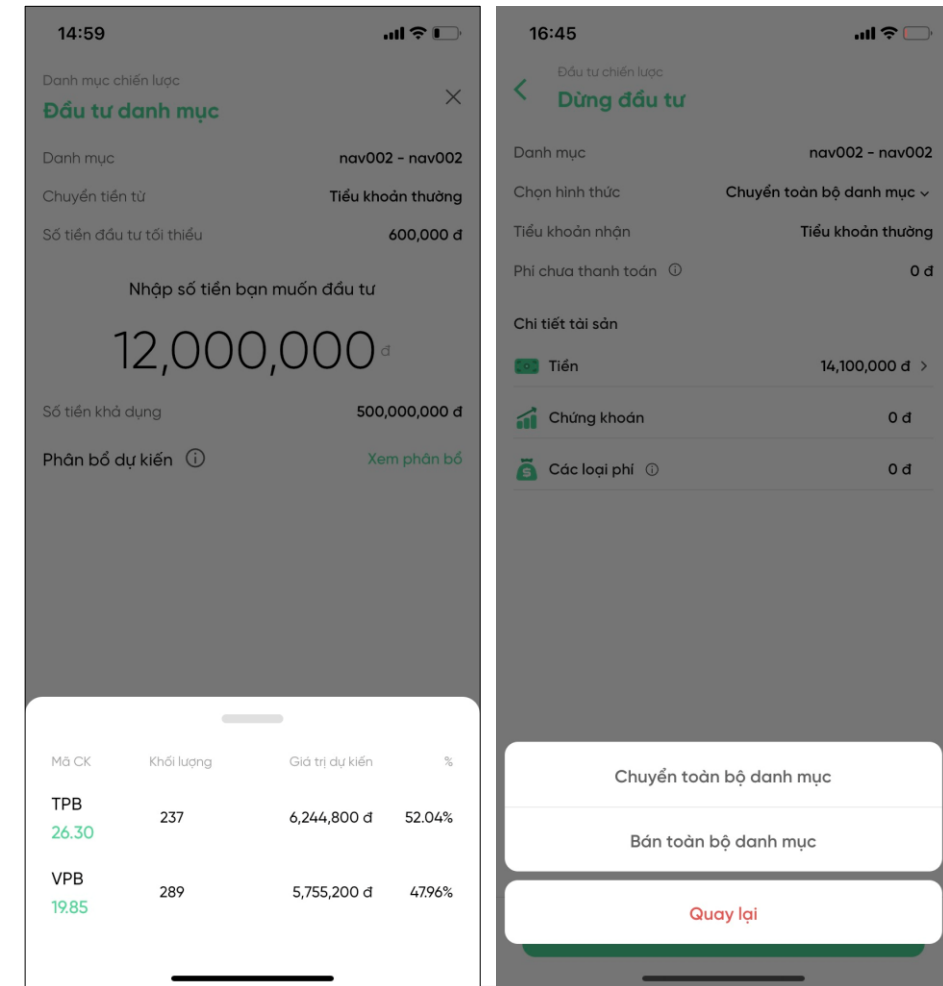 14:59
Danh mục chiến lược
Đầu tư danh mục
Danh mục nav002 - nav002
Chuyển tiền từ Tiểu khoản thường
Số tiền đầu tư tối thiểu 600,000 đ
Nhập số tiền bạn muốn đầu tư
12,000,000 đ
Số tiền khả dụng 500,000,000 đ
Phân bổ dự kiến Xem phân bổ
Mã CK Khối lượng Giá trị dự kiến %
TPB
26.30 237 6,244,800 đ 52.04%
VPB
19.85 289 5,755,200 đ 47.96%
16:45
Đầu tư chiến lược
Dừng đầu tư
Danh mục nav002 - nav002
Chọn hình thức Chuyển toàn bộ danh mục
Tiểu khoản nhận Tiểu khoản thường
Phí chưa thanh toán 0 đ
Chi tiết tài sản
Tiền 14,100,000 đ >
Chứng khoán 0 đ
Các loại phí 0 đ
Chuyển toàn bộ danh mục
Bán toàn bộ danh mục
Quay lại